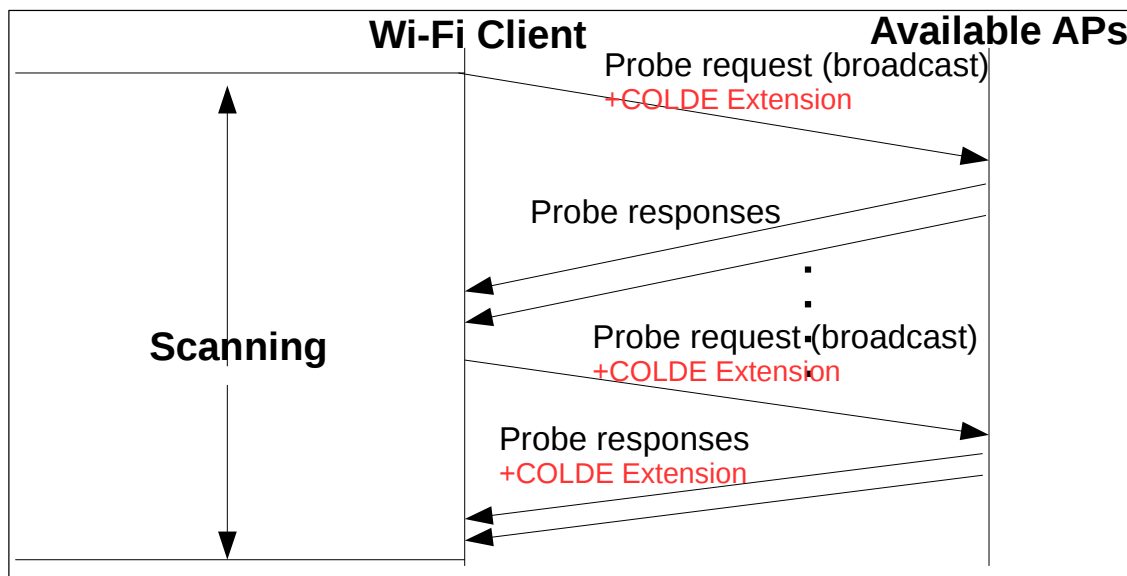 Wi-Fi Client
Available APs
Probe request (broadcast)
+COLDE Extension
Probe responses
Scanning
Probe request (broadcast)
+COLDE Extension
Probe responses
+COLDE Extension